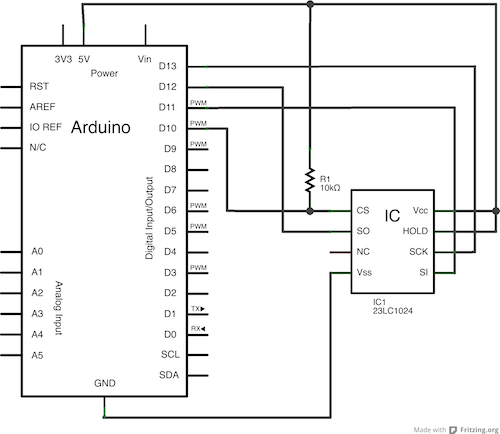 3V3 5V Vin
Power
RST
AREF
IO REF
N/C
Arduino
A0
A1
A2
A3
A4
A5
Analog Input
Digital Input/Output
D13
D12
D11 PWM
D10 PWM
D9 PWM
D8
D7
D6 PWM
D5 PWM
D4
D3 PWM
D2
D1 TX▶
D0 RX◀
SCL
SDA
GND
R1
10kΩ
IC
CS Vcc
SO HOLD
NC SCK
Vss SI
IC1
23LC1024
Made with Fritzing.org